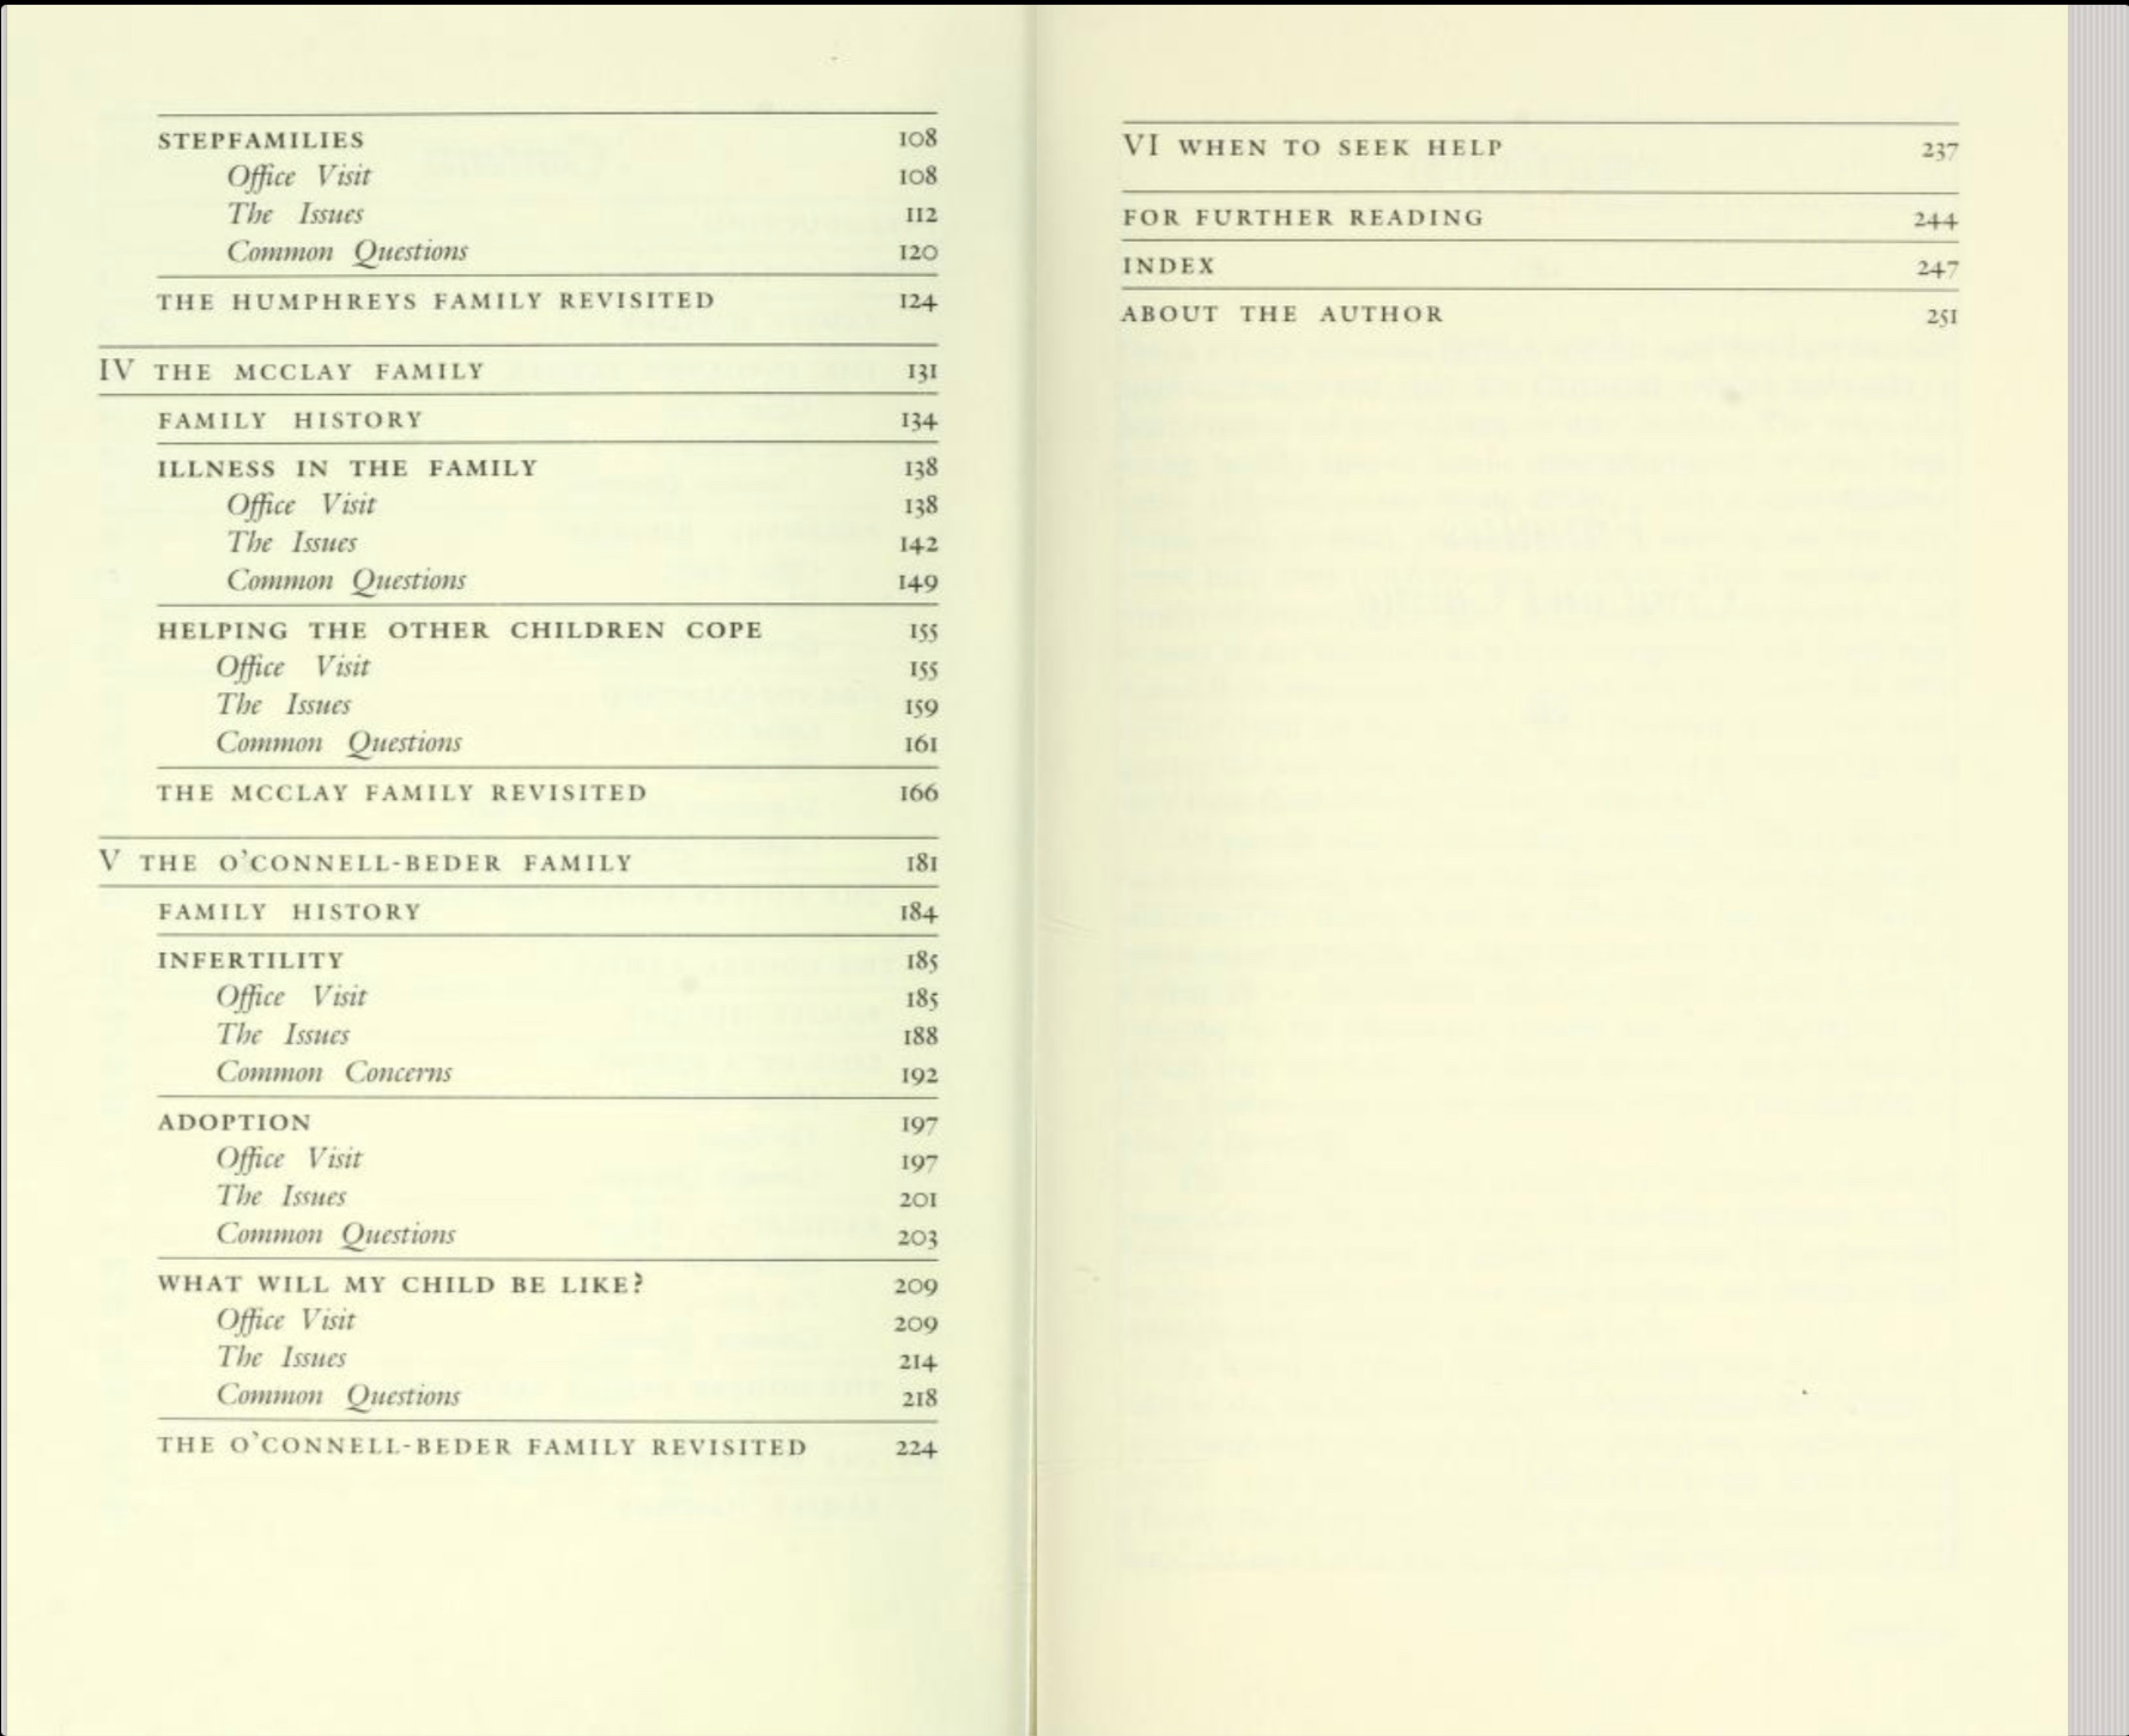 STEPFAMILIES 108
Office Visit 108
The Issues 112
Common Questions 120
THE HUMPHREYS FAMILY REVISITED 124
IV THE MCCLAY FAMILY 131
FAMILY HISTORY 134
ILLNESS IN THE FAMILY 138
Office Visit 138
The Issues 142
Common Questions 149
HELPING THE OTHER CHILDREN COPE 155
Office Visit 155
The Issues 159
Common Questions 161
THE MCCLAY FAMILY REVISITED 166
V THE O'CONNELL-BEDER FAMILY 181
FAMILY HISTORY 184
INFERTILITY 185
Office Visit 185
The Issues 188
Common Concerns 192
ADOPTION 197
Office Visit 197
The Issues 201
Common Questions 203
WHAT WILL MY CHILD BE LIKE? 209
Office Visit 209
The Issues 214
Common Questions 218
THE O'CONNELL-BEDER FAMILY REVISITED 224
VI WHEN TO SEEK HELP 237
FOR FURTHER READING 244
INDEX 247
ABOUT THE AUTHOR 251